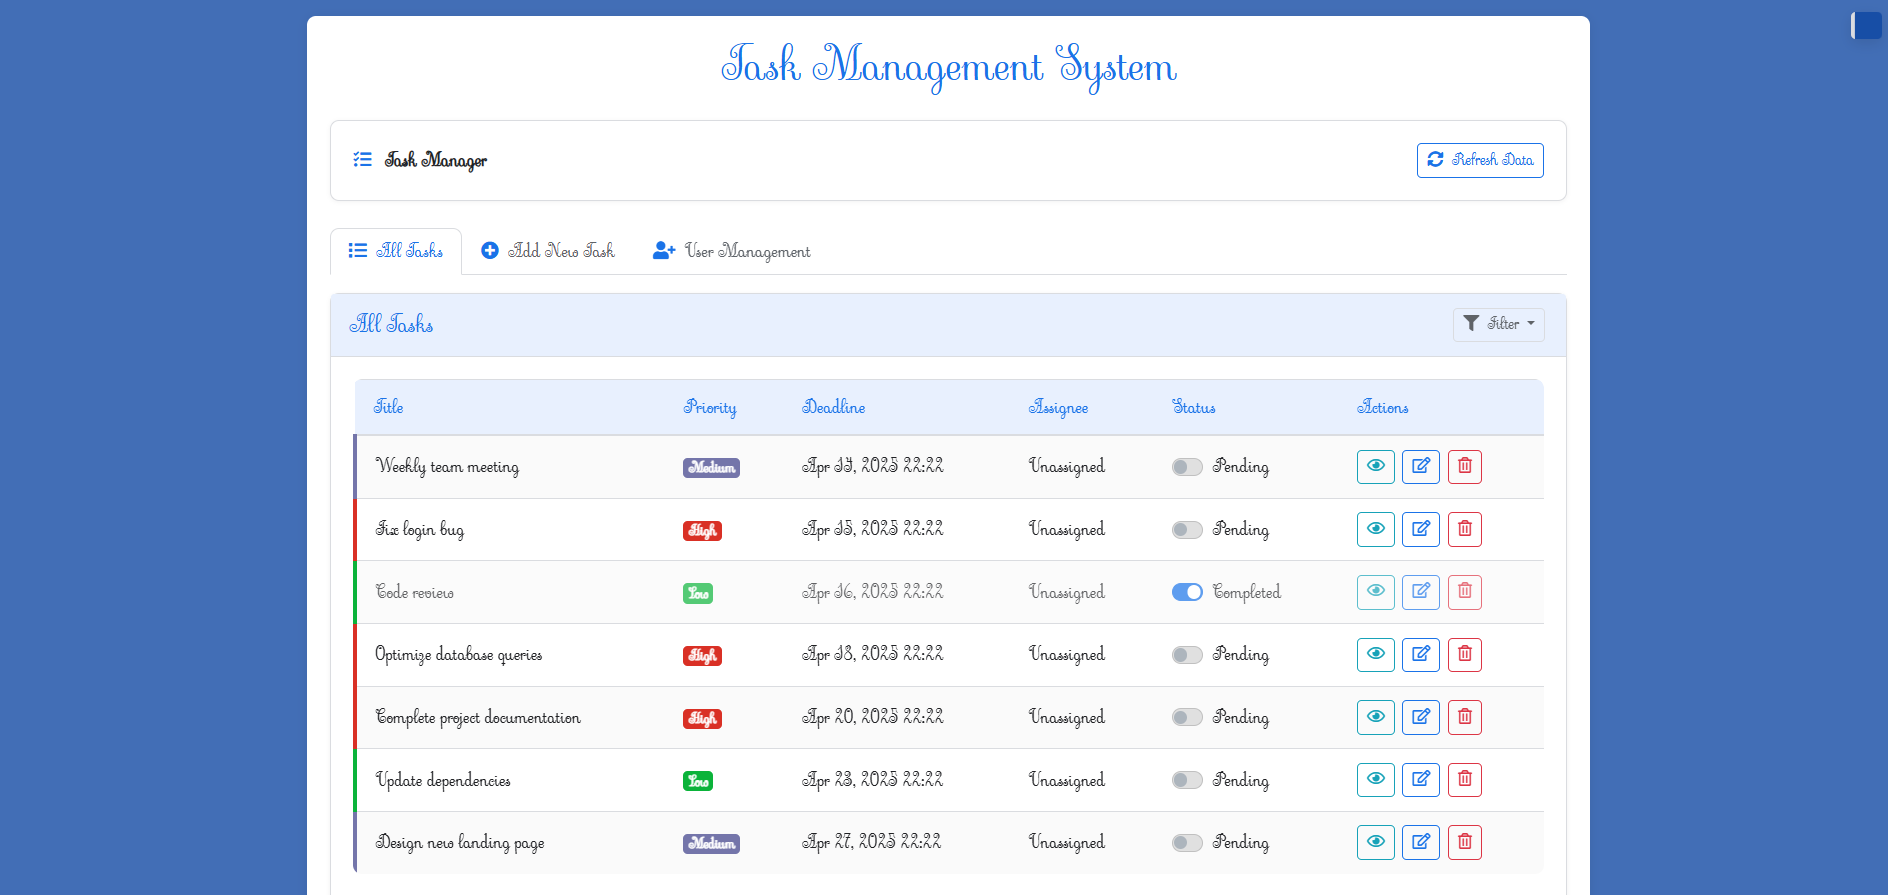 Task Management System
Task Manager
Refresh Data
All Tasks
Add New Task
User Management
All Tasks
Filter
Title Priority Deadline Assignee Status Actions
Weekly team meeting Medium Apr 14, 2025 22:22 Unassigned Pending
Fix login bug High Apr 15, 2025 22:22 Unassigned Pending
Code review Low Apr 16, 2025 22:22 Unassigned Completed
Optimize database queries High Apr 18, 2025 22:22 Unassigned Pending
Complete project documentation High Apr 20, 2025 22:22 Unassigned Pending
Update dependencies Low Apr 23, 2025 22:22 Unassigned Pending
Design new landing page Medium Apr 27, 2025 22:22 Unassigned Pending